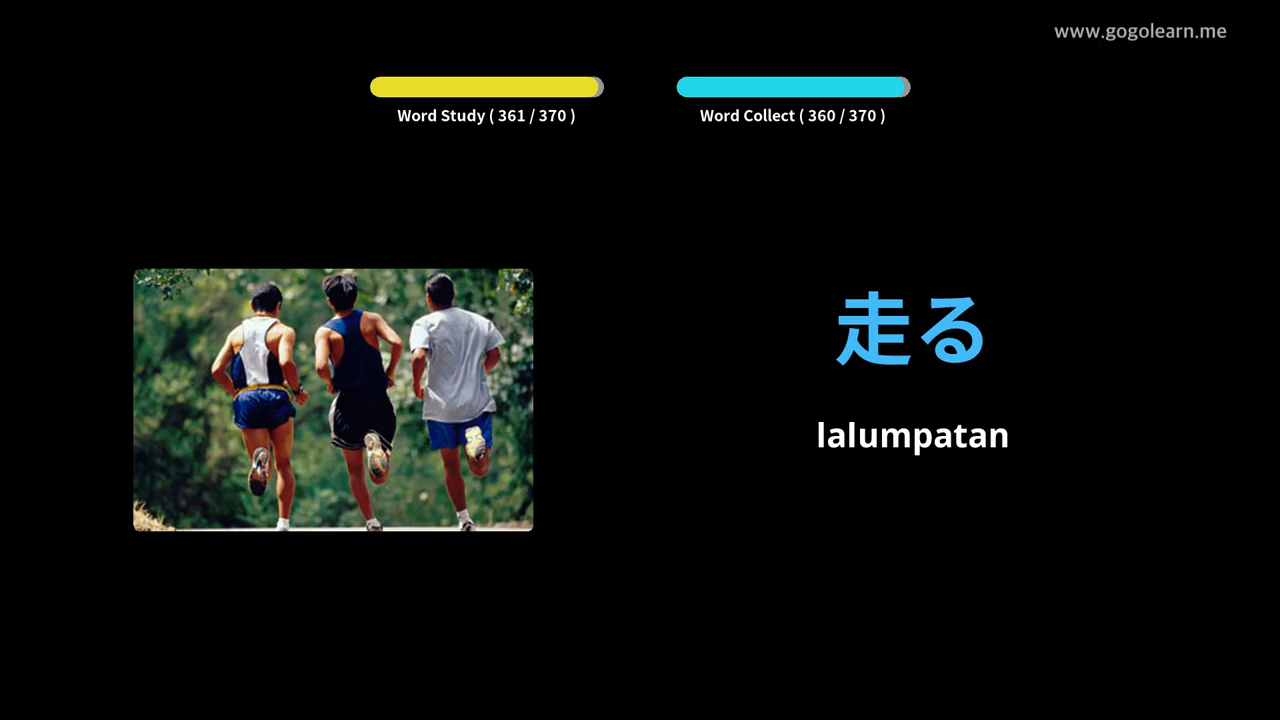 www.gogolearn.me
Word Study ( 361 / 370 )
Word Collect ( 360 / 370 )
走る
lalumpatan